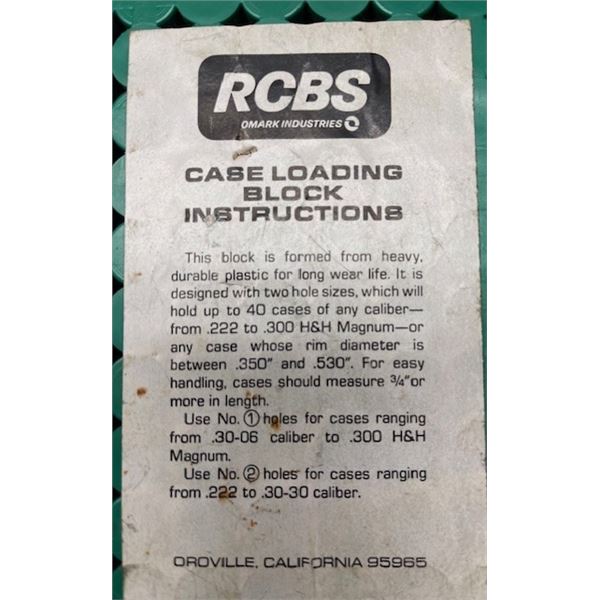 RCBS
OMARK INDUSTRIES
CASE LOADING
BLOCK
INSTRUCTIONS
This block is formed from heavy,
durable plastic for long wear life. It is
designed with two hole sizes, which will
hold up to 40 cases of any caliber—
from .222 to .300 H&H Magnum—or
any case whose rim diameter is
between .350" and .530". For easy
handling, cases should measure ¾"or
more in length.
Use No. ① holes for cases ranging
from .30-06 caliber to .300 H&H
Magnum.
Use No. ② holes for cases ranging
from .222 to .30-30 caliber.
OROVILLE, CALIFORNIA 95965